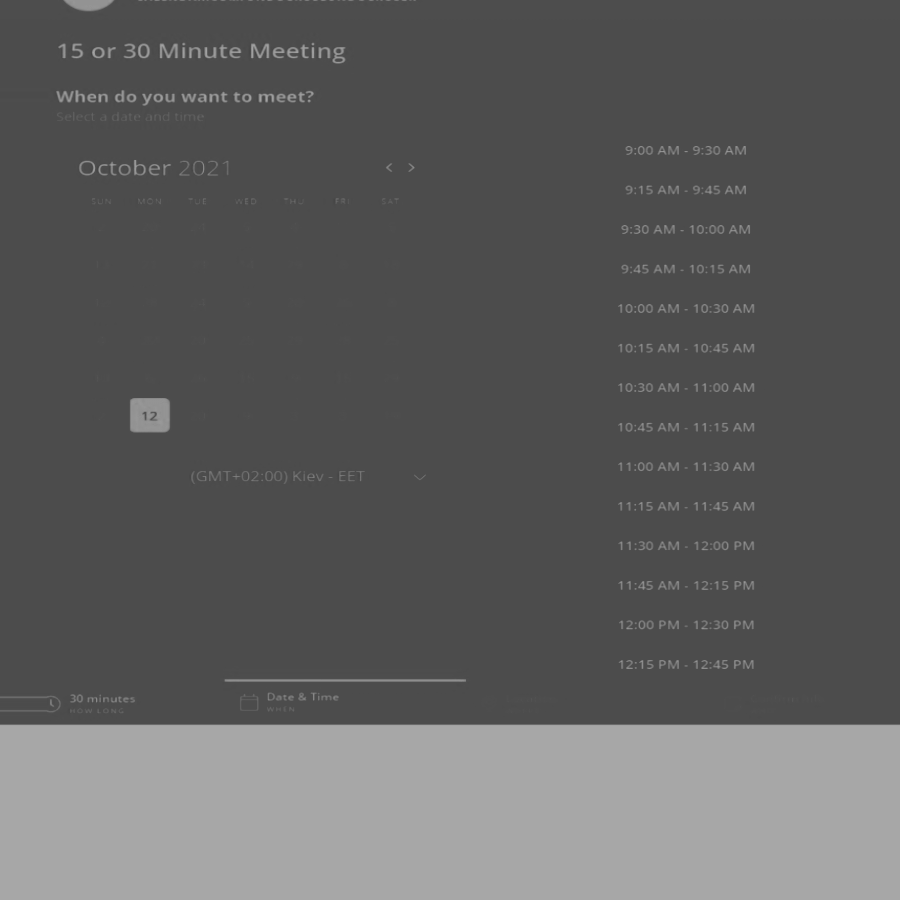 15 or 30 Minute Meeting
When do you want to meet?
Select a date and time
October 2021
< >
SUN MON TUE WED THU FRI SAT
12
(GMT+02:00) Kiev - EET
9:00 AM - 9:30 AM
9:15 AM - 9:45 AM
9:30 AM - 10:00 AM
9:45 AM - 10:15 AM
10:00 AM - 10:30 AM
10:15 AM - 10:45 AM
10:30 AM - 11:00 AM
10:45 AM - 11:15 AM
11:00 AM - 11:30 AM
11:15 AM - 11:45 AM
11:30 AM - 12:00 PM
11:45 AM - 12:15 PM
12:00 PM - 12:30 PM
12:15 PM - 12:45 PM
30 minutes
HOW LONG
Date & Time
WHEN